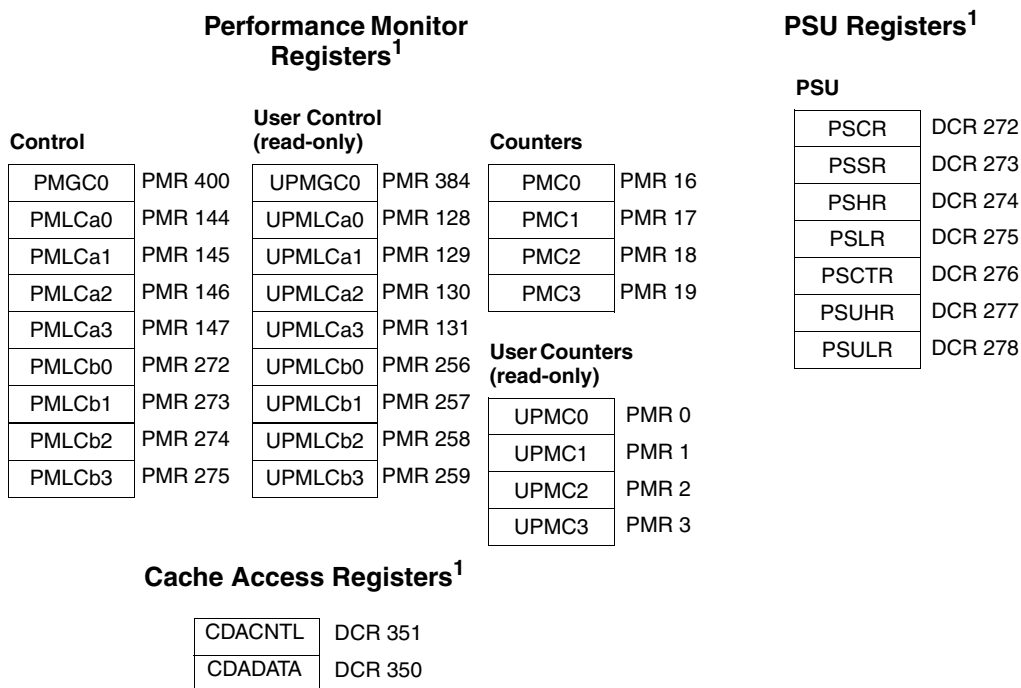 Performance Monitor
Registers1
PSU Registers1
Control
PMGC0 PMR 400
PMLCa0 PMR 144
PMLCa1 PMR 145
PMLCa2 PMR 146
PMLCa3 PMR 147
PMLCb0 PMR 272
PMLCb1 PMR 273
PMLCb2 PMR 274
PMLCb3 PMR 275
User Control
(read-only)
UPMGC0 PMR 384
UPMLCa0 PMR 128
UPMLCa1 PMR 129
UPMLCa2 PMR 130
UPMLCa3 PMR 131
UPMLCb0 PMR 256
UPMLCb1 PMR 257
UPMLCb2 PMR 258
UPMLCb3 PMR 259
Counters
PMC0 PMR 16
PMC1 PMR 17
PMC2 PMR 18
PMC3 PMR 19
User Counters
(read-only)
UPMC0 PMR 0
UPMC1 PMR 1
UPMC2 PMR 2
UPMC3 PMR 3
PSU
PSCR DCR 272
PSSR DCR 273
PSHR DCR 274
PSLR DCR 275
PSCTR DCR 276
PSUHR DCR 277
PSULR DCR 278
Cache Access Registers1
CDACNTL DCR 351
CDADATA DCR 350